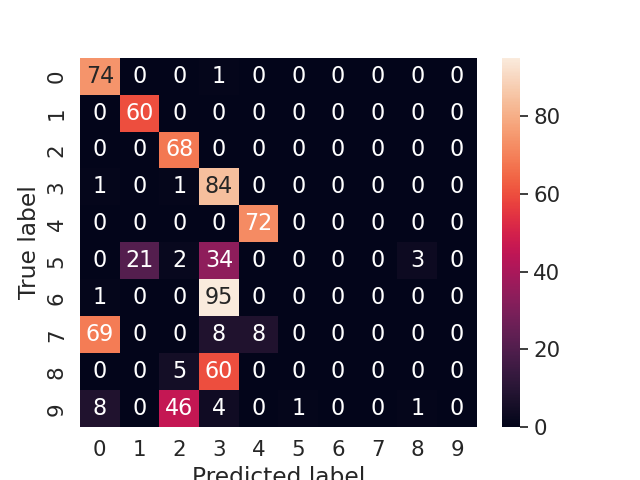 0 74 0 0 1 0 0 0 0 0 0
1 0 60 0 0 0 0 0 0 0 0
2 0 0 68 0 0 0 0 0 0 0
3 1 0 1 84 0 0 0 0 0 0
4 0 0 0 0 72 0 0 0 0 0
5 0 21 2 34 0 0 0 0 3 0
6 1 0 0 95 0 0 0 0 0 0
7 69 0 0 8 8 0 0 0 0 0
8 0 0 5 60 0 0 0 0 0 0
9 8 0 46 4 0 1 0 0 1 0
0 1 2 3 4 5 6 7 8 9
True label
Predicted label
80
60
40
20
0